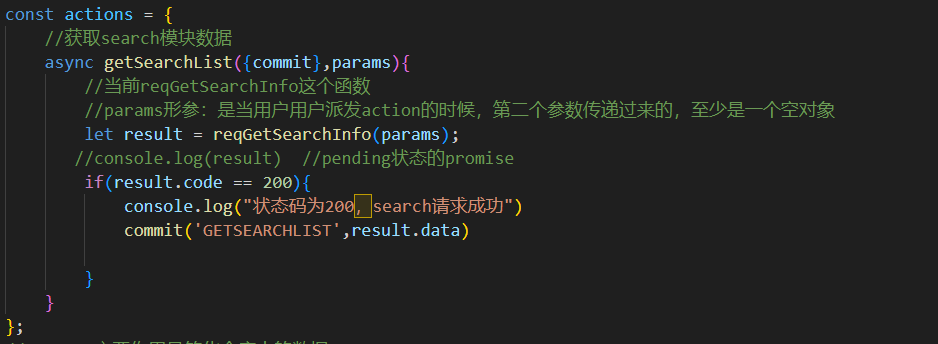 const actions = {
//获取search模块数据
async getSearchList({commit},params){
//当前reqGetSearchInfo这个函数
//params形参：是当用户用户派发action的时候，第二个参数传递过来的，至少是一个空对象
let result = reqGetSearchInfo(params);
//console.log(result)  //pending状态的promise
if(result.code == 200){
console.log("状态码为200，search请求成功")
commit('GETSEARCHLIST',result.data)
}
}
};